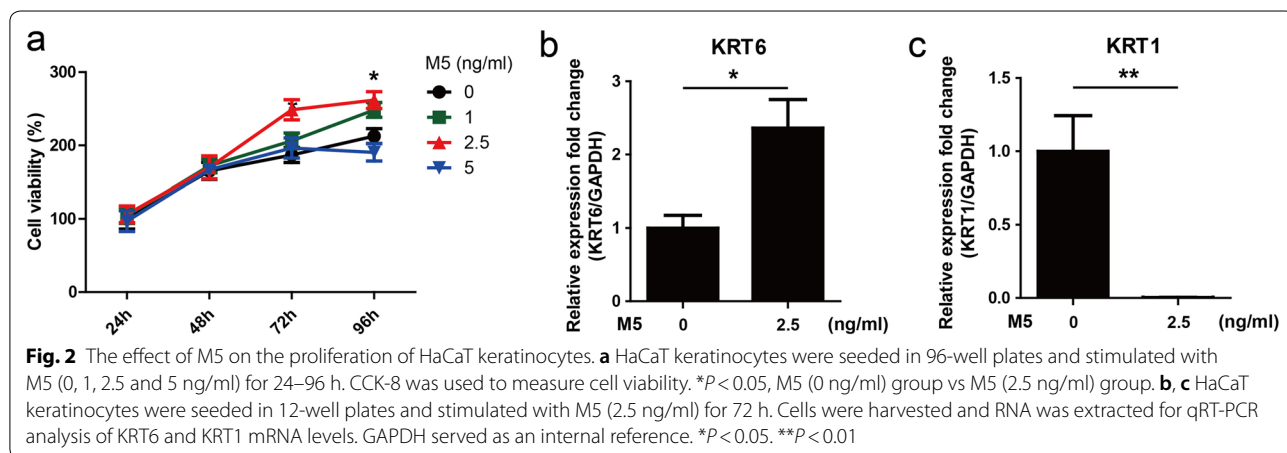 a
Cell viability (%)
300
200
100
0
24h
48h
72h
96h
*
M5 (ng/ml)
0
1
2.5
5
b
KRT6
Relative expression fold change
(KRT6/GAPDH)
3
2
1
0
*
M5 0 2.5 (ng/ml)
c
KRT1
Relative expression fold change
(KRT1/GAPDH)
1.5
1.0
0.5
0.0
**
M5 0 2.5 (ng/ml)
Fig. 2 The effect of M5 on the proliferation of HaCaT keratinocytes. a HaCaT keratinocytes were seeded in 96-well plates and stimulated with
M5 (0, 1, 2.5 and 5 ng/ml) for 24–96 h. CCK-8 was used to measure cell viability. *P < 0.05, M5 (0 ng/ml) group vs M5 (2.5 ng/ml) group. b, c HaCaT
keratinocytes were seeded in 12-well plates and stimulated with M5 (2.5 ng/ml) for 72 h. Cells were harvested and RNA was extracted for qRT-PCR
analysis of KRT6 and KRT1 mRNA levels. GAPDH served as an internal reference. *P < 0.05. **P < 0.01